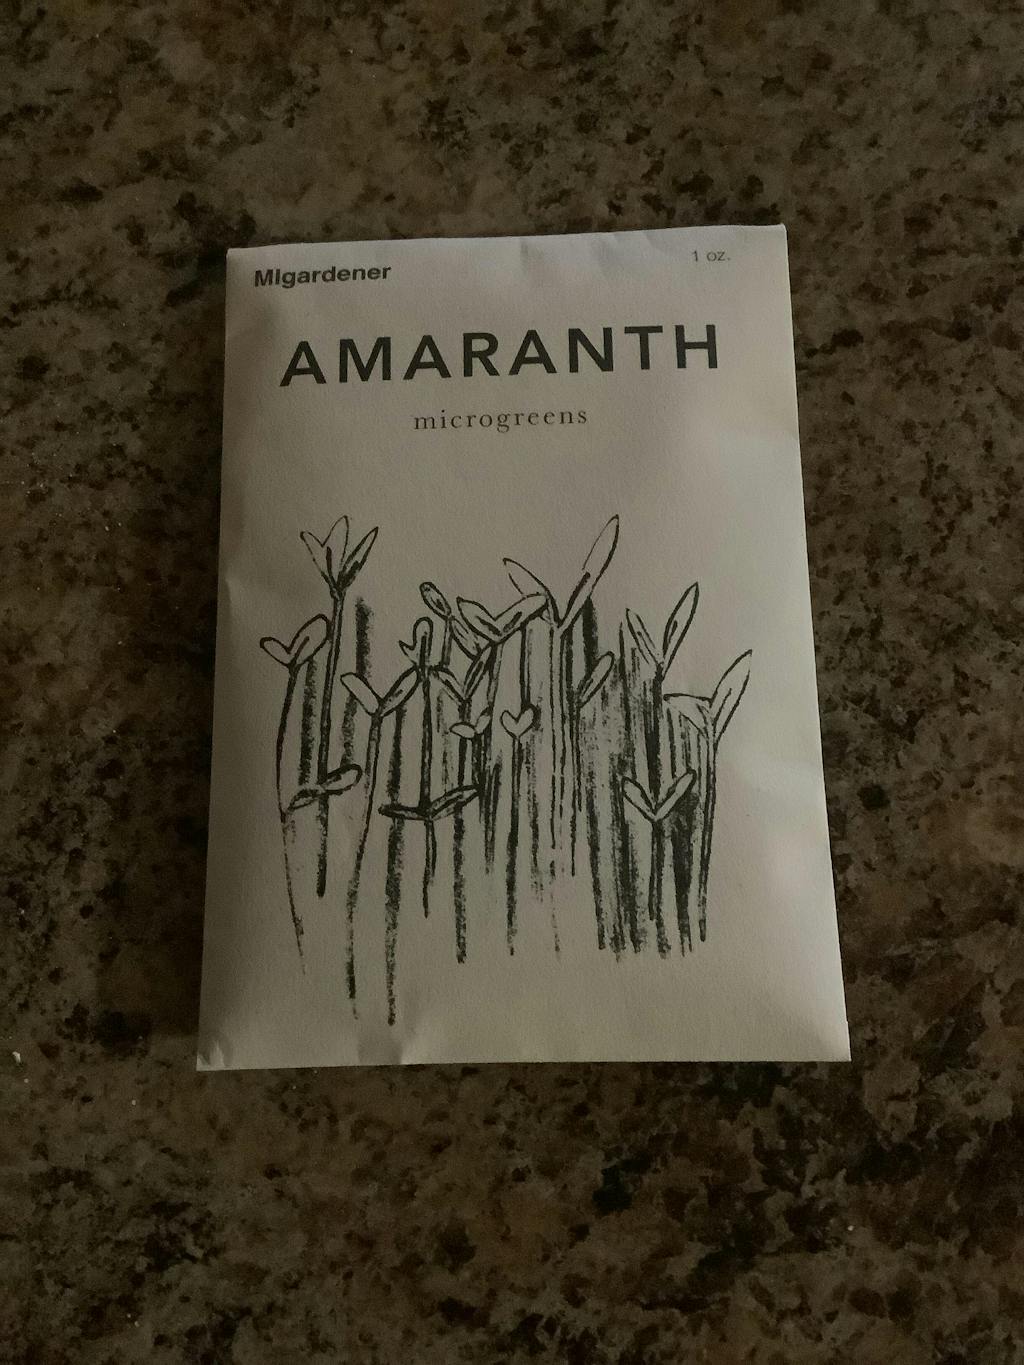 MIgardener
1 oz.
AMARANTH
microgreens